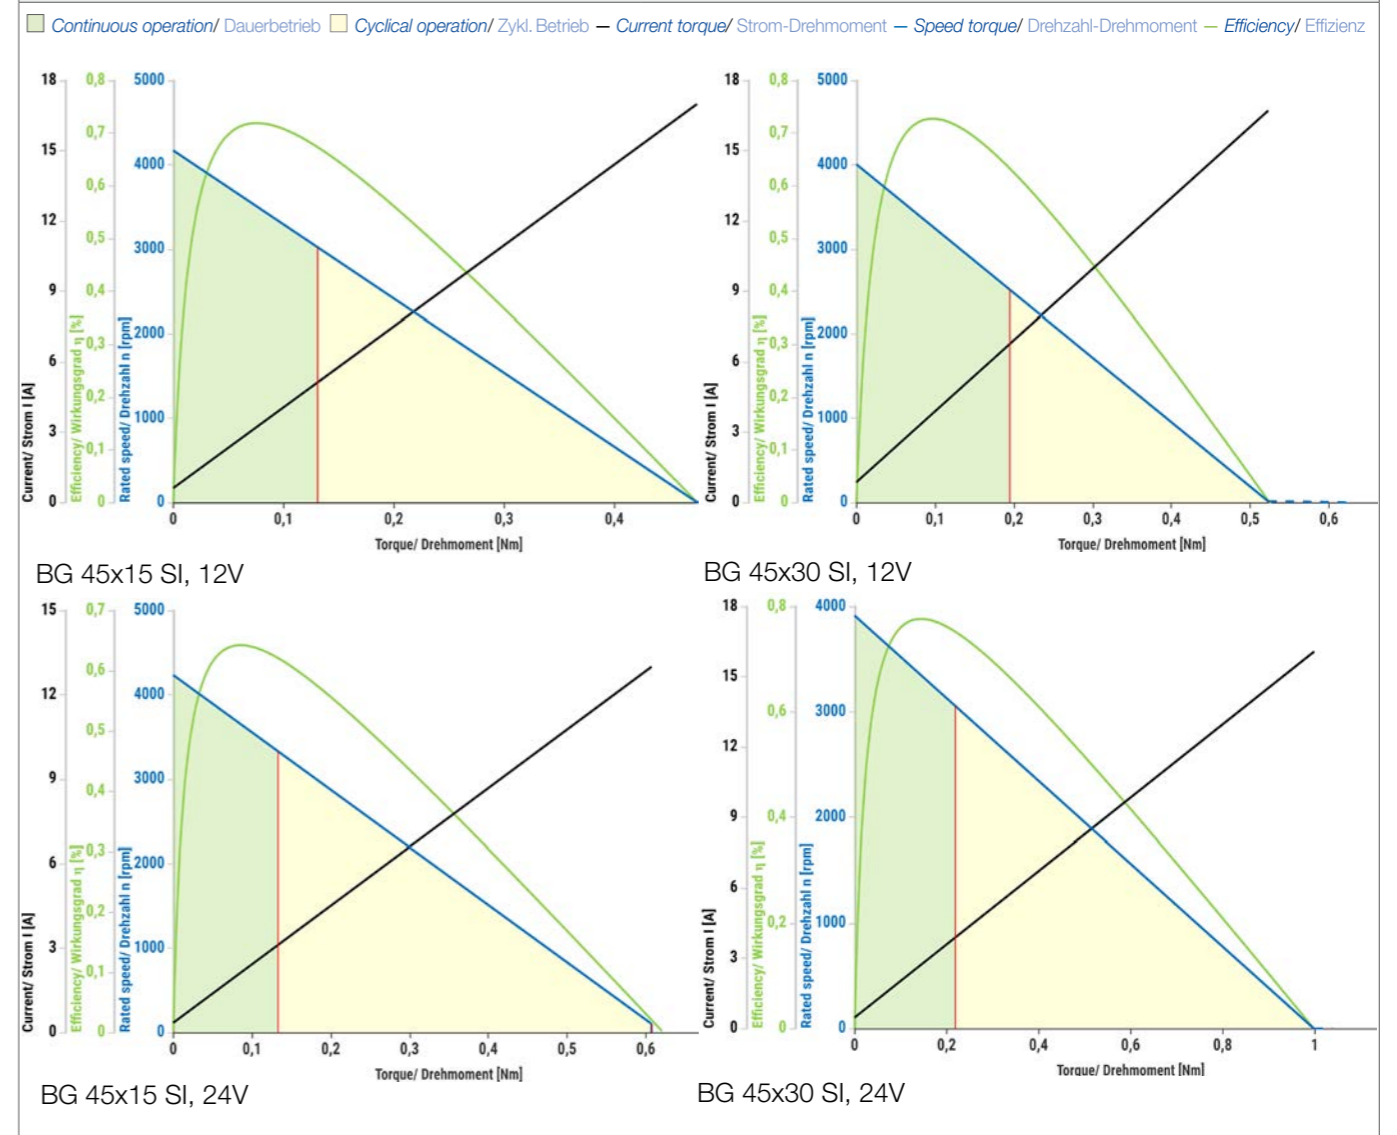 Continuous operation/ Dauerbetrieb Cyclical operation/ Zykl. Betrieb Current torque/ Strom-Drehmoment Speed torque/ Drehzahl-Drehmoment Efficiency/ Effizienz
18 0,8 5000
0,7
15 4000
0,6
12
0,5 3000
9 0,4
0,3 2000
6
0,2
1000
3 0,1
0 0 0
Current/ Strom I [A]
Efficiency/ Wirkungsgrad η [%]
Rated speed/ Drehzahl n [rpm]
0 0,1 0,2 0,3 0,4
Torque/ Drehmoment [Nm]
BG 45x15 SI, 12V
18 0,8 5000
0,7
15 4000
0,6
12
0,5 3000
9 0,4
0,3 2000
6
0,2
1000
3 0,1
0 0 0
Current/ Strom I [A]
Efficiency/ Wirkungsgrad η [%]
Rated speed/ Drehzahl n [rpm]
0 0,1 0,2 0,3 0,4 0,5 0,6
Torque/ Drehmoment [Nm]
BG 45x30 SI, 12V
15 0,7 5000
0,6
12 4000
0,5
9 3000
0,4
0,3
6 2000
0,2
3 1000
0,1
0 0 0
Current/ Strom I [A]
Efficiency/ Wirkungsgrad η [%]
Rated speed/ Drehzahl n [rpm]
0 0,1 0,2 0,3 0,4 0,5 0,6
Torque/ Drehmoment [Nm]
BG 45x15 SI, 24V
18 0,8 4000
15
0,6 3000
12
9 0,4 2000
6
0,2 1000
3
0 0 0
Current/ Strom I [A]
Efficiency/ Wirkungsgrad η [%]
Rated speed/ Drehzahl n [rpm]
0 0,2 0,4 0,6 0,8 1
Torque/ Drehmoment [Nm]
BG 45x30 SI, 24V